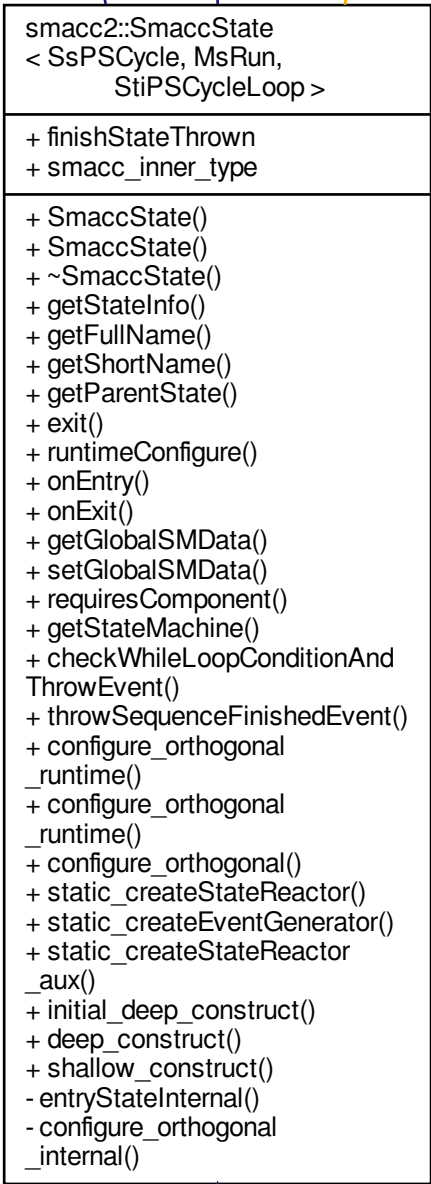 smacc2::SmaccState
< SsPSCycle, MsRun,
StiPSCycleLoop >
+ finishStateThrown
+ smacc_inner_type
+ SmaccState()
+ SmaccState()
+ ~SmaccState()
+ getStateInfo()
+ getFullName()
+ getShortName()
+ getParentState()
+ exit()
+ runtimeConfigure()
+ onEntry()
+ onExit()
+ getGlobalSMData()
+ setGlobalSMData()
+ requiresComponent()
+ getStateMachine()
+ checkWhileLoopConditionAnd
ThrowEvent()
+ throwSequenceFinishedEvent()
+ configure_orthogonal
_runtime()
+ configure_orthogonal
_runtime()
+ configure_orthogonal()
+ static_createStateReactor()
+ static_createEventGenerator()
+ static_createStateReactor
_aux()
+ initial_deep_construct()
+ deep_construct()
+ shallow_construct()
- entryStateInternal()
- configure_orthogonal
_internal()